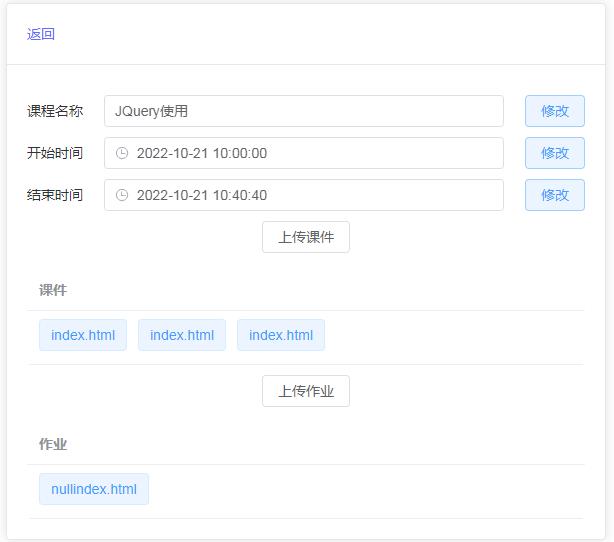 返回
课程名称 JQuery使用 修改
开始时间 2022-10-21 10:00:00 修改
结束时间 2022-10-21 10:40:40 修改
上传课件
课件
index.html index.html index.html
上传作业
作业
nullindex.html